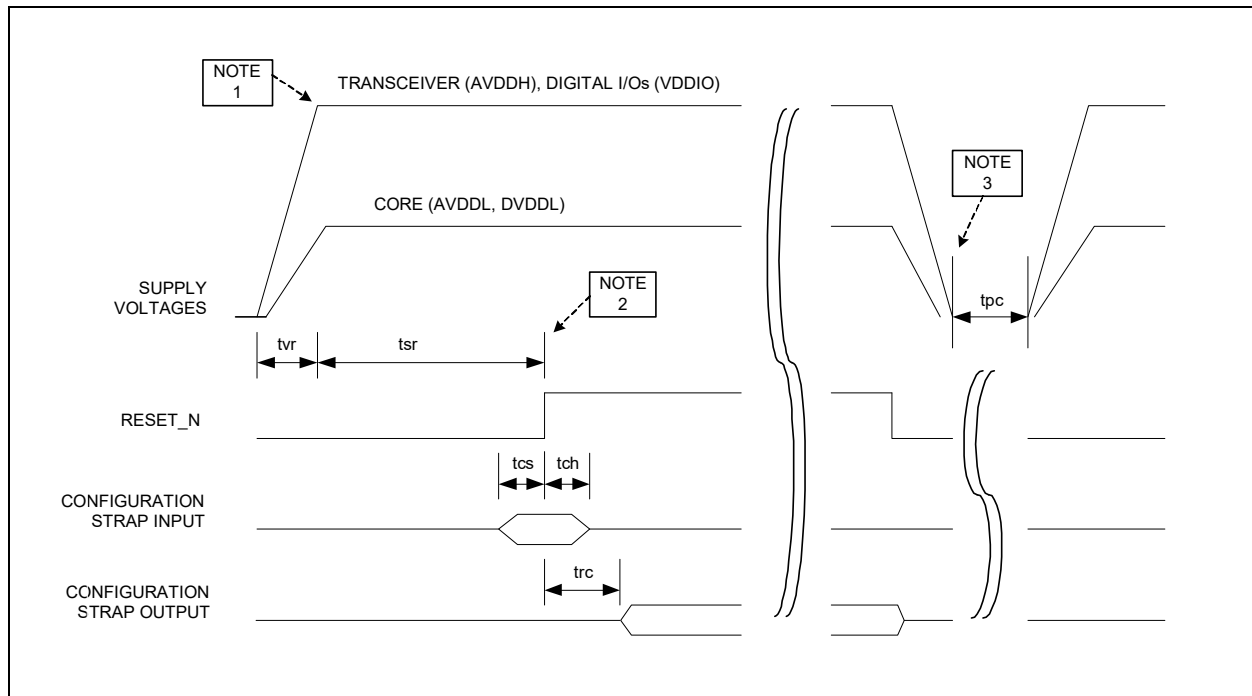 NOTE
1
TRANSCEIVER (AVDDH), DIGITAL I/Os (VDDIO)
NOTE
3
CORE (AVDDL, DVDDL)
SUPPLY
VOLTAGES
NOTE
2
tpc
tvr
tsr
RESET_N
tcs
tch
CONFIGURATION
STRAP INPUT
trc
CONFIGURATION
STRAP OUTPUT